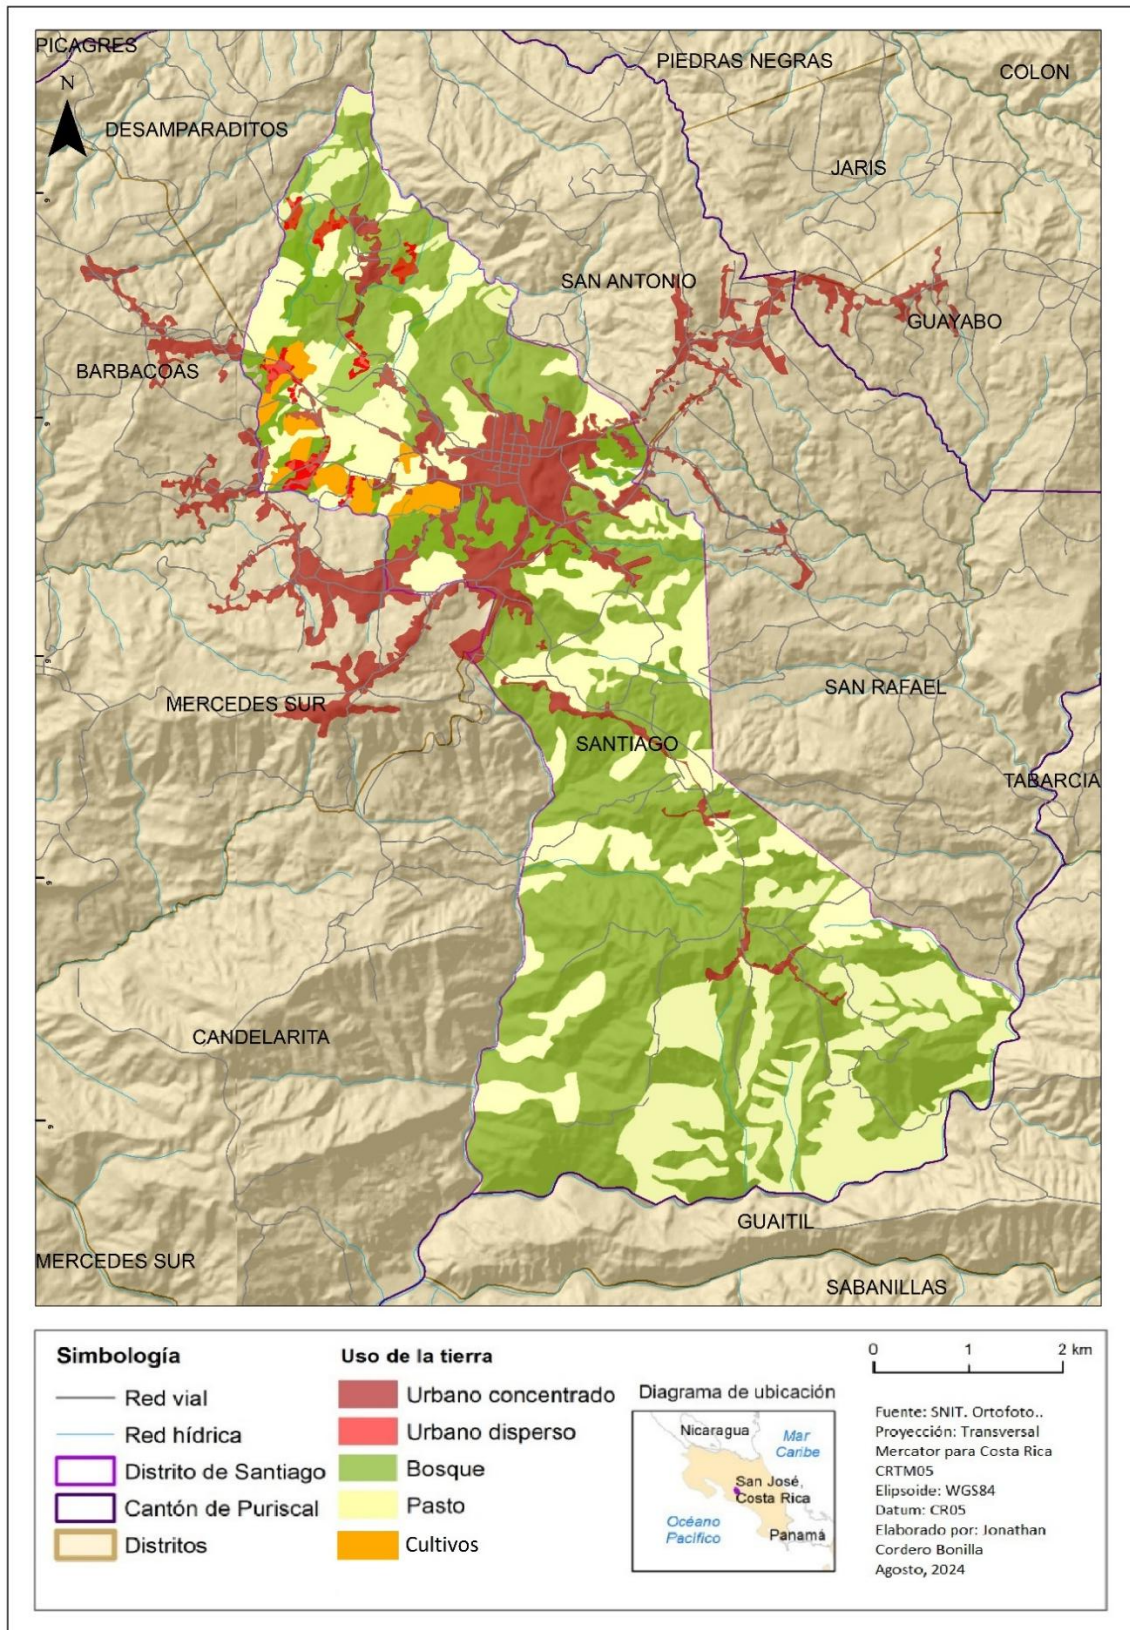 PICAGRES
PIEDRAS NEGRAS
COLON
N
DESAMPARADITOS
JARIS
SAN ANTONIO
GUAYABO
BARBACOAS
SAN RAFAEL
MERCEDES SUR
SANTIAGO
TABARCIA
CANDELARITA
GUAITIL
MERCEDES SUR
SABANILLAS
Simbología
Red vial
Red hídrica
Distrito de Santiago
Cantón de Puriscal
Distritos
Uso de la tierra
Urbano concentrado
Urbano disperso
Bosque
Pasto
Cultivos
Diagrama de ubicación
Nicaragua
Mar
Caribe
San José,
Costa Rica
Océano
Pacífico
Panamá
0 1 2 km
Fuente: SNIT. Ortofoto..
Proyección: Transversal
Mercator para Costa Rica
CRTM05
Elipsoide: WGS84
Datum: CR05
Elaborado por: Jonathan
Cordero Bonilla
Agosto, 2024